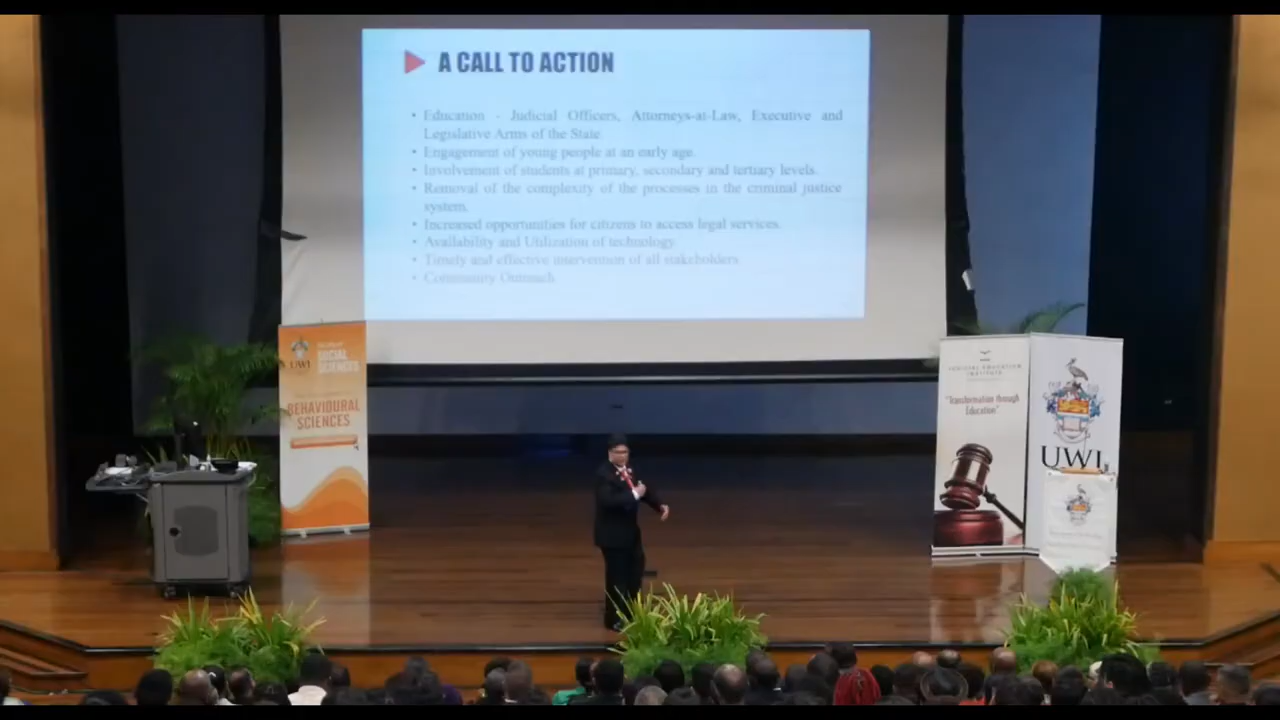 A CALL TO ACTION
• Education - Judicial Officers, Attorneys-at-Law, Executive and
Legislative Arms of the State
• Engagement of young people at an early age.
• Involvement of students at primary, secondary and tertiary levels.
• Removal of the complexity of the processes in the criminal justice
system.
• Increased opportunities for citizens to access legal services.
• Availability and Utilization of technology.
• Timely and effective intervention of all stakeholders
• Community Outreach
UWI
SOCIAL
SCIENCES
BEHAVIOURAL
SCIENCES
JUDICIAL EDUCATION
INSTITUTE
"Transformation through
Education"
UWI